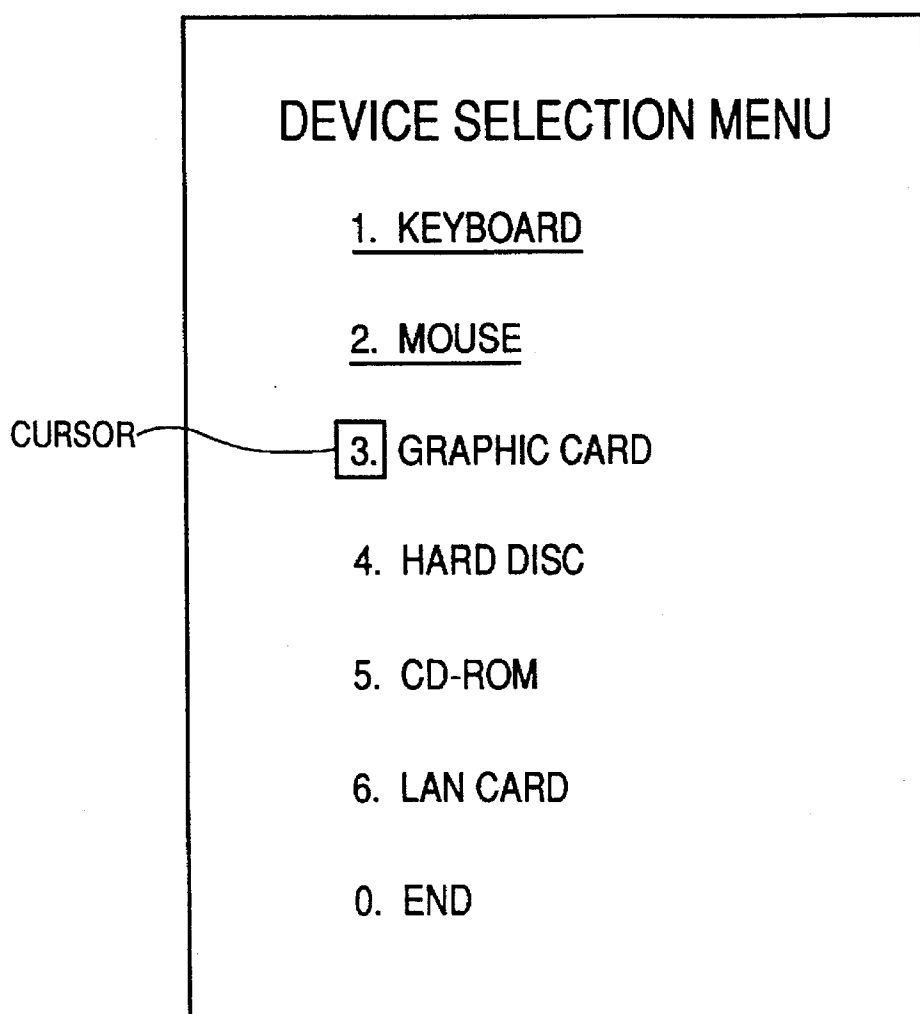 DEVICE SELECTION MENU
1. KEYBOARD
2. MOUSE
CURSOR
3. GRAPHIC CARD
4. HARD DISC
5. CD-ROM
6. LAN CARD
0. END